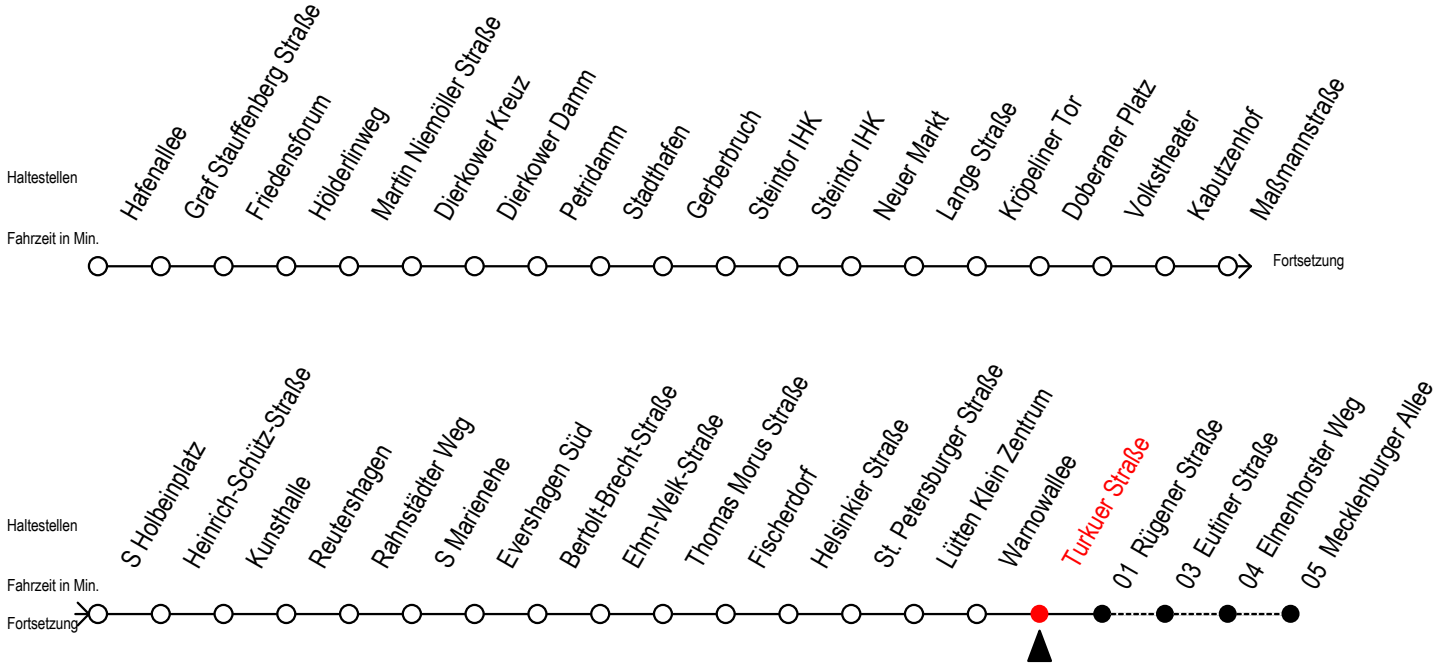 Haltestellen
Hafenallee
Graf Stauffenberg Straße
Friedensforum
Hölderlinweg
Martin Niemöller Straße
Dierkower Kreuz
Dierkower Damm
Petridamm
Stadthafen
Gerberbruch
Steintor IHK
Steintor IHK
Neuer Markt
Lange Straße
Kröpeliner Tor
Doberaner Platz
Volkstheater
Kabutzenhof
Maßmannstraße
Fahrzeit in Min.
Fortsetzung
Haltestellen
S Holbeinplatz
Heinrich-Schütz-Straße
Kunsthalle
Reutershagen
Rahnstädter Weg
S Marienehe
Evershagen Süd
Bertolt-Brecht-Straße
Ehm-Welk-Straße
Thomas Morus Straße
Fischerdorf
Helsinkier Straße
St. Petersburger Straße
Lütten Klein Zentrum
Warnowallee
Turkuer Straße
01 Rügener Straße
03 Eutiner Straße
04 Elmenhorster Weg
05 Mecklenburger Allee
Fahrzeit in Min.
Fortsetzung